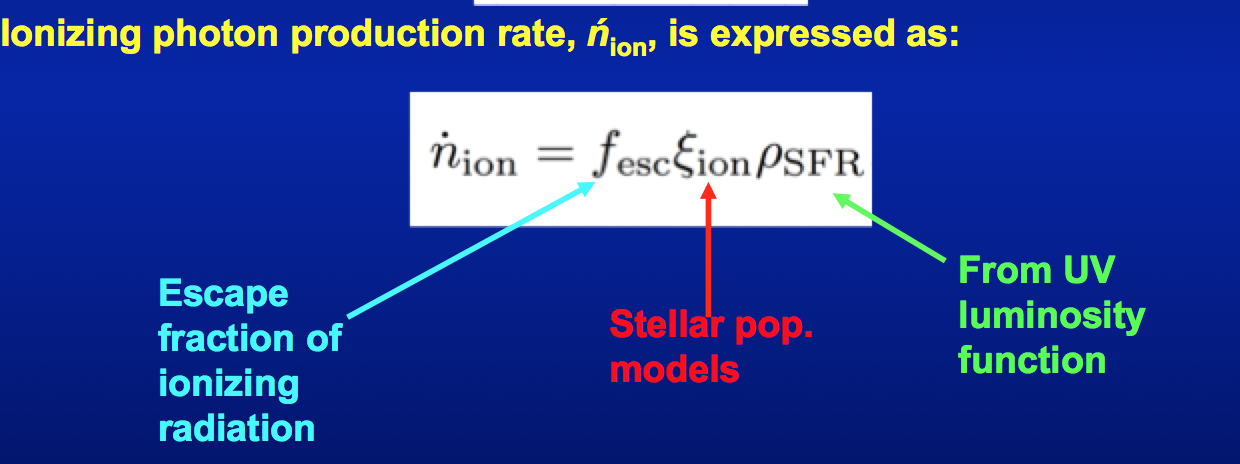 Ionizing photon production rate, ńion, is expressed as:
ṅion = fescξionρSFR
Escape
fraction of
ionizing
radiation
Stellar pop.
models
From UV
luminosity
function